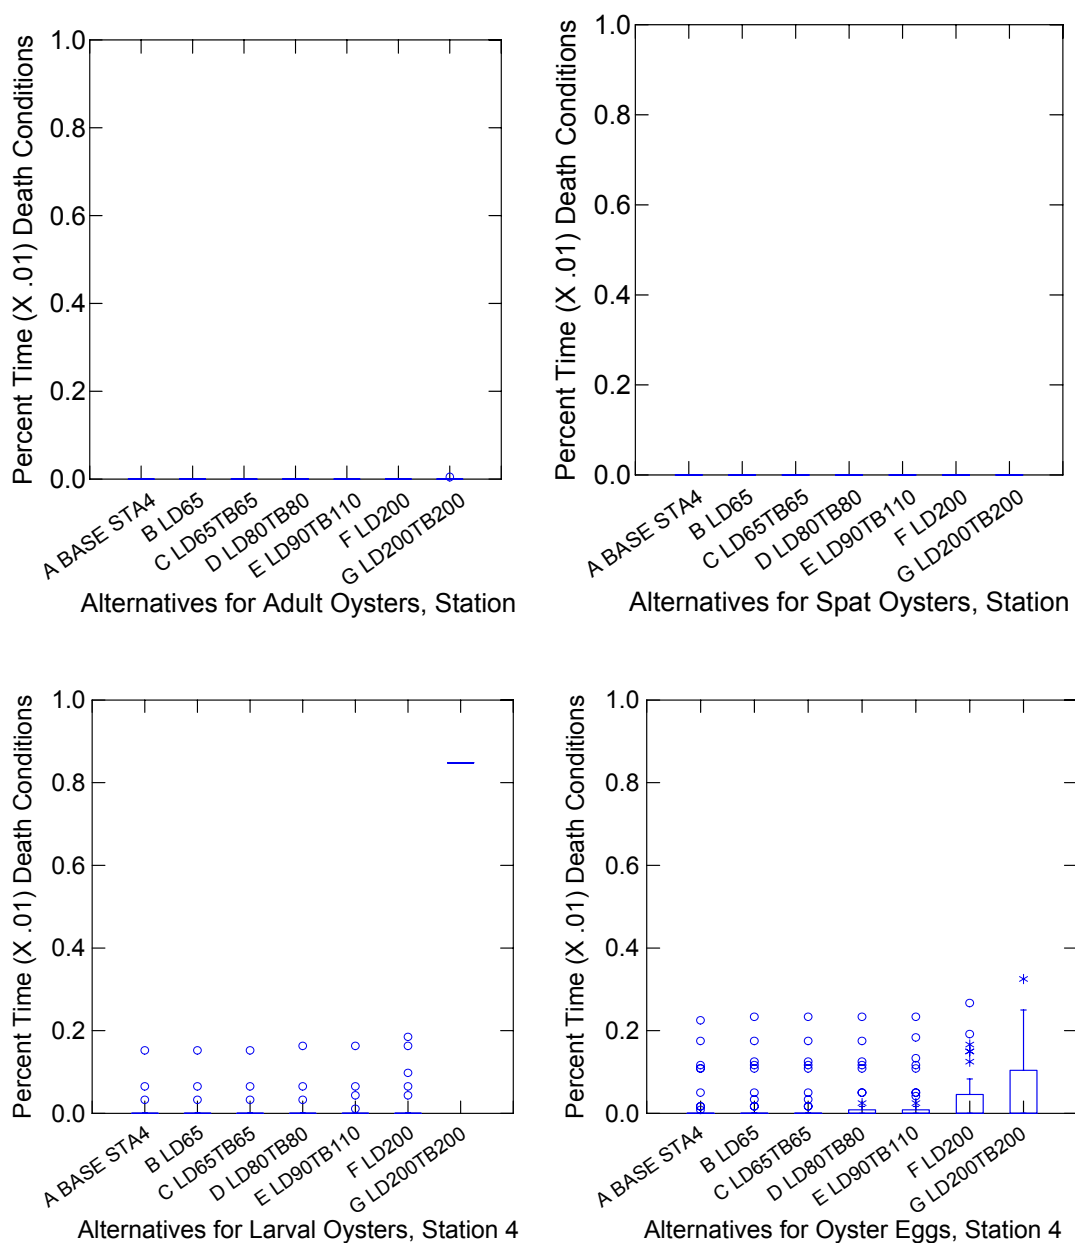 Percent Time (X .01) Death Conditions
1.0
0.8
0.6
0.4
0.2
0.0
A BASE STA4
B LD65
C LD65TB65
D LD80TB80
E LD90TB110
F LD200
G LD200TB200
Alternatives for Adult Oysters, Station
Percent Time (X .01) Death Conditions
1.0
0.8
0.6
0.4
0.2
0.0
A BASE STA4
B LD65
C LD65TB65
D LD80TB80
E LD90TB110
F LD200
G LD200TB200
Alternatives for Spat Oysters, Station
Percent Time (X .01) Death Conditions
1.0
0.8
0.6
0.4
0.2
0.0
A BASE STA4
B LD65
C LD65TB65
D LD80TB80
E LD90TB110
F LD200
G LD200TB200
Alternatives for Larval Oysters, Station 4
Percent Time (X .01) Death Conditions
1.0
0.8
0.6
0.4
0.2
0.0
A BASE STA4
B LD65
C LD65TB65
D LD80TB80
E LD90TB110
F LD200
G LD200TB200
Alternatives for Oyster Eggs, Station 4